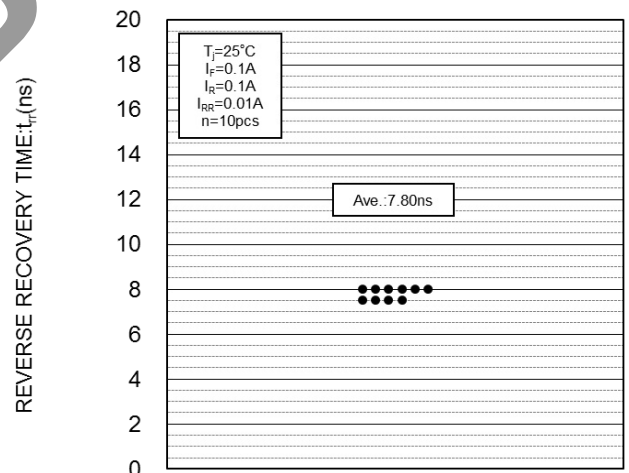 REVERSE RECOVERY TIME:trr(ns)
20
18
16
14
12
10
8
6
4
2
0
Tj=25°C
IF=0.1A
IR=0.1A
IRR=0.01A
n=10pcs
Ave.:7.80ns